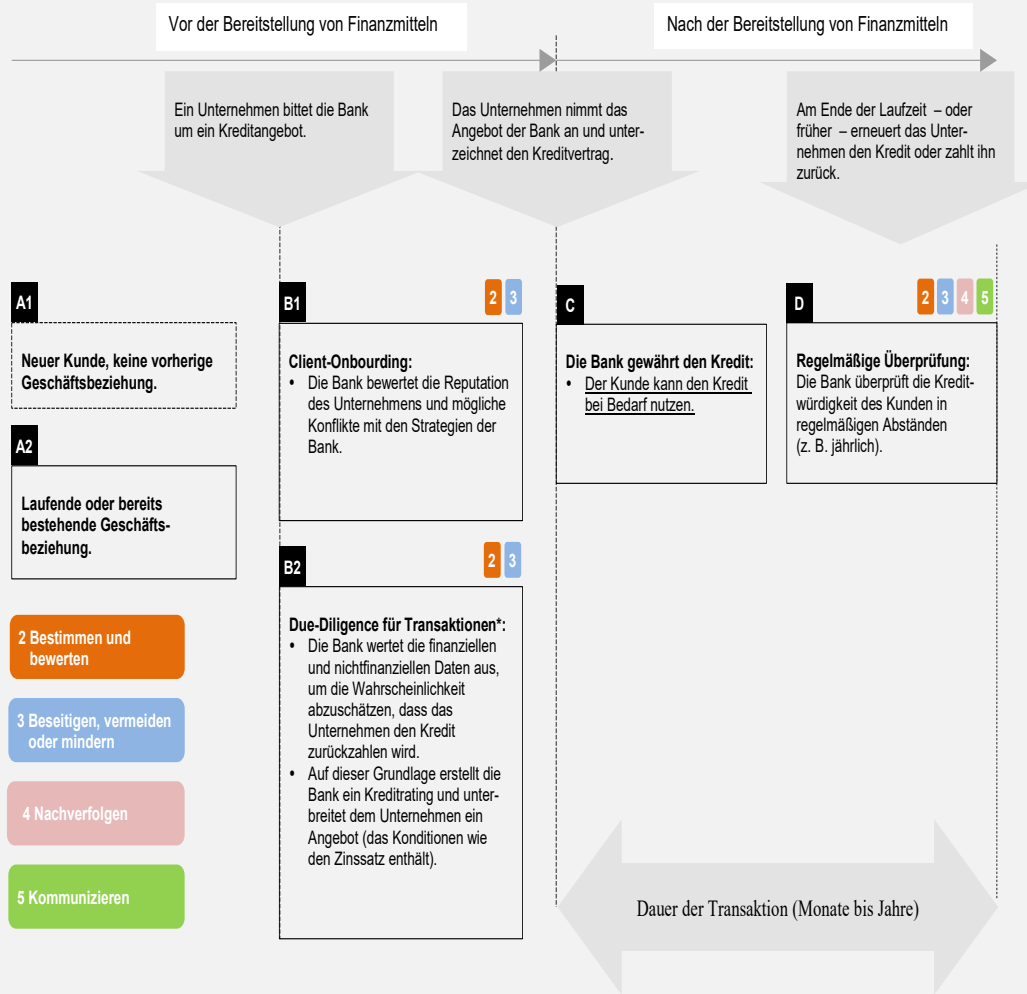 Vor der Bereitstellung von Finanzmitteln
Nach der Bereitstellung von Finanzmitteln
Ein Unternehmen bittet die Bank
um ein Kreditangebot.
Das Unternehmen nimmt das
Angebot der Bank an und unter-
zeichnet den Kreditvertrag.
Am Ende der Laufzeit – oder
früher – erneuert das Unter-
nehmen den Kredit oder zahlt ihn
zurück.
A1
Neuer Kunde, keine vorherige
Geschäftsbeziehung.
A2
Laufende oder bereits
bestehende Geschäfts-
beziehung.
2 Bestimmen und
bewerten
3 Beseitigen, vermeiden
oder mindern
4 Nachverfolgen
5 Kommunizieren
B1
2 3
Client-Onbourding:
• Die Bank bewertet die Reputation
des Unternehmens und mögliche
Konflikte mit den Strategien der
Bank.
B2
2 3
Due-Diligence für Transaktionen*:
• Die Bank wertet die finanziellen
und nichtfinanziellen Daten aus,
um die Wahrscheinlichkeit
abzuschätzen, dass das
Unternehmen den Kredit
zurückzahlen wird.
• Auf dieser Grundlage erstellt die
Bank ein Kreditrating und unter-
breitet dem Unternehmen ein
Angebot (das Konditionen wie
den Zinssatz enthält).
C
Die Bank gewährt den Kredit:
• Der Kunde kann den Kredit
bei Bedarf nutzen.
D
2 3 4 5
Regelmäßige Überprüfung:
Die Bank überprüft die Kredit-
würdigkeit des Kunden in
regelmäßigen Abständen
(z. B. jährlich).
Dauer der Transaktion (Monate bis Jahre)